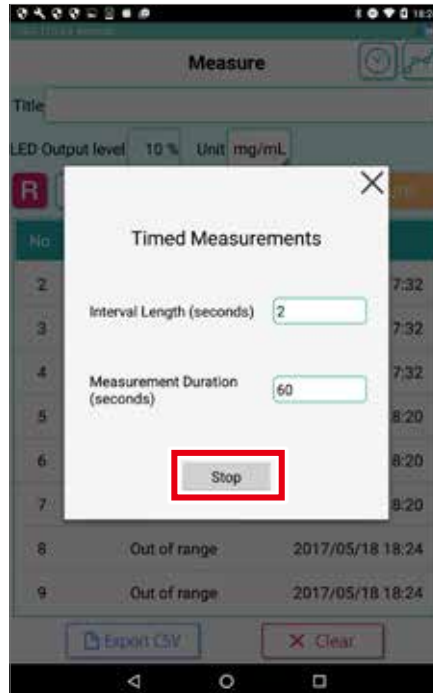 18:2
Measure
Title
LED Output level 10 % Unit mg/mL
R
No
Timed Measurements
2 7:32
Interval Length (seconds) 2
3 7:32
4 7:32
Measurement Duration
(seconds)
60
5 8:20
6 8:20
Stop
7 8:20
8 Out of range 2017/05/18 18:24
9 Out of range 2017/05/18 18:24
Export CSV Clear